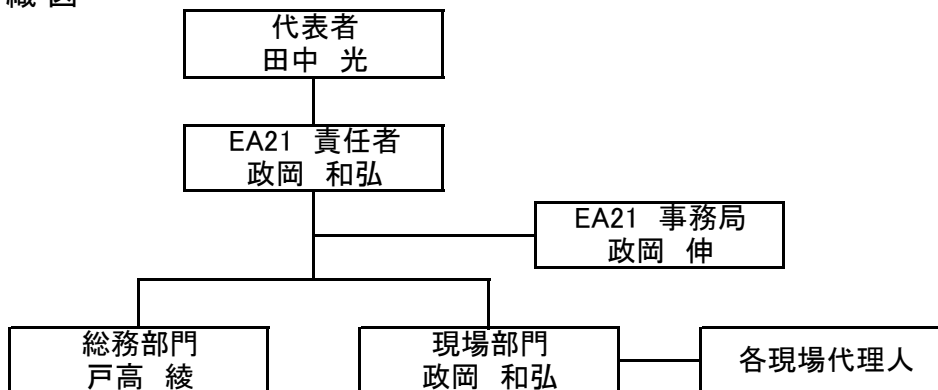 代表者
田中 光
EA21 責任者
政岡 和弘
EA21 事務局
政岡 伸
総務部門
戸高 綾
現場部門
政岡 和弘
各現場代理人